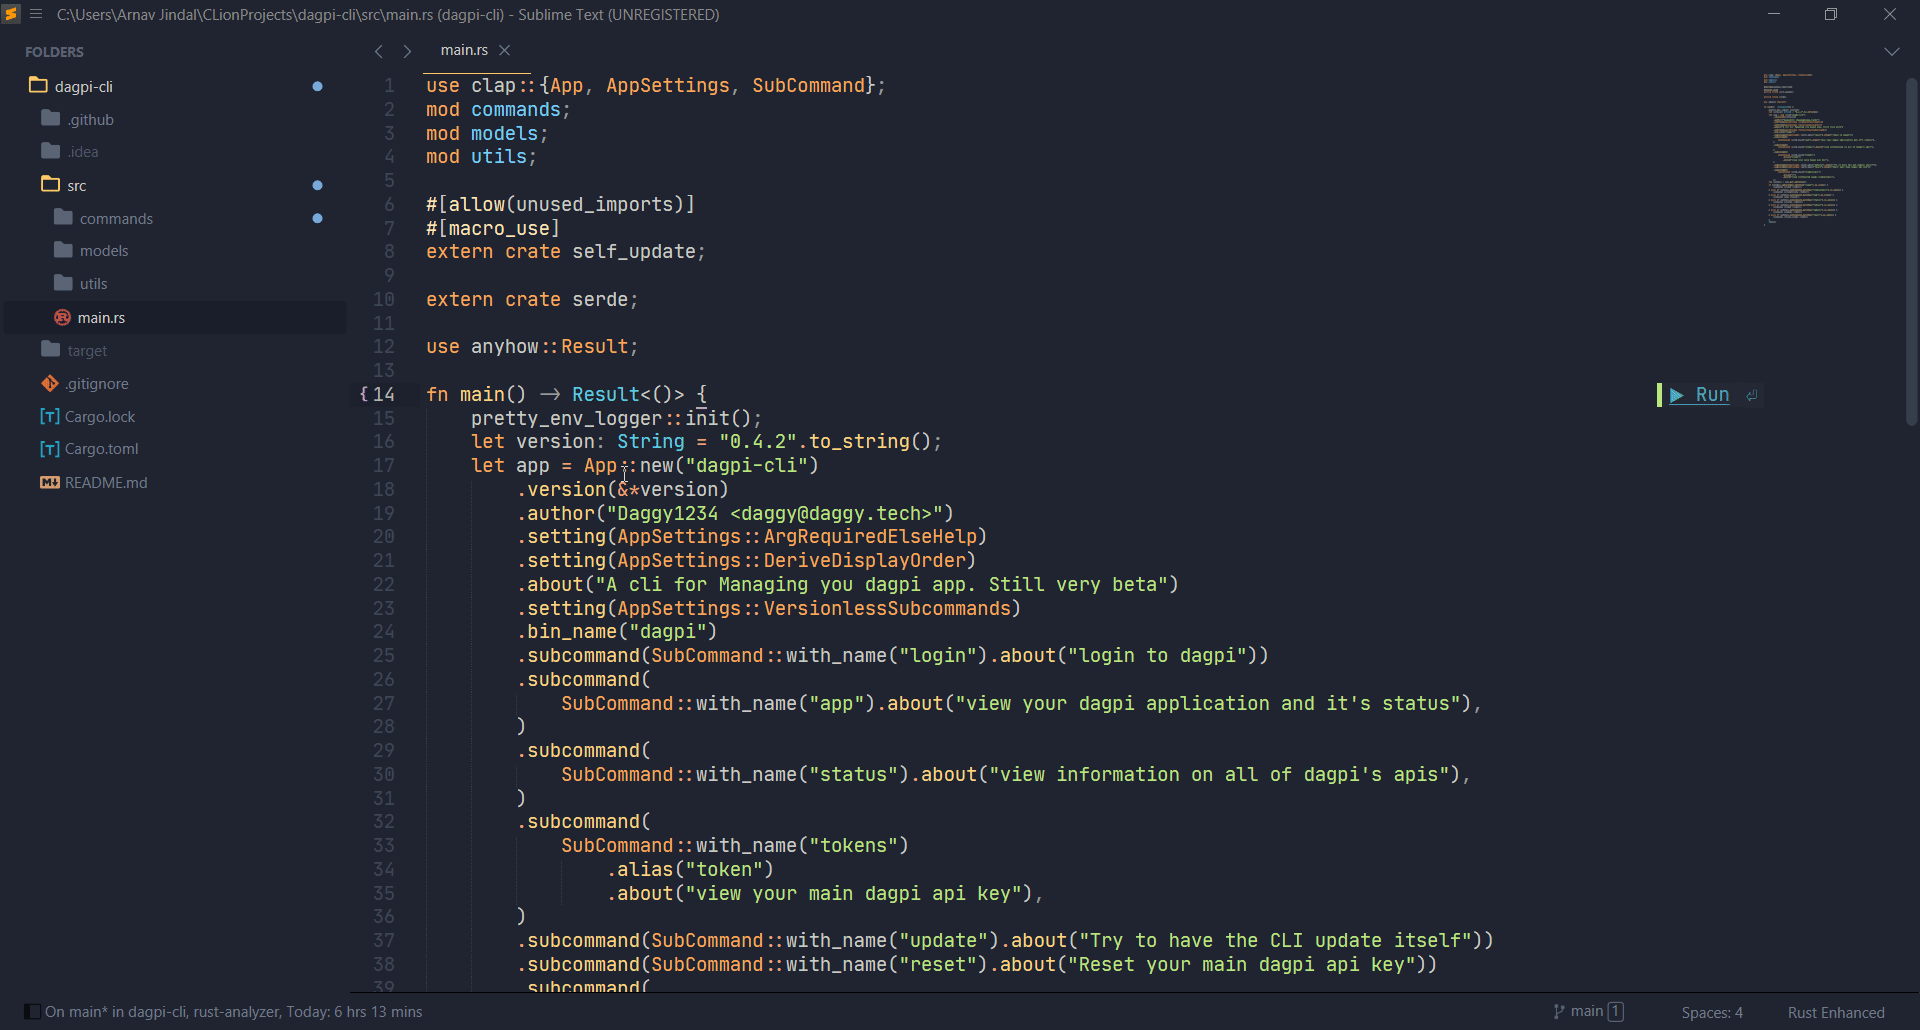 C:\Users\Arnav Jindal\CLionProjects\dagpi-cli\src\main.rs (dagpi-cli) - Sublime Text (UNREGISTERED)
FOLDERS
dagpi-cli
.github
.idea
src
commands
models
utils
main.rs
target
.gitignore
[T] Cargo.lock
[T] Cargo.toml
M↓ README.md
main.rs
1 use clap::{App, AppSettings, SubCommand};
2 mod commands;
3 mod models;
4 mod utils;
5
6 #[allow(unused_imports)]
7 #[macro_use]
8 extern crate self_update;
9
10 extern crate serde;
11
12 use anyhow::Result;
13
{ 14 fn main() -> Result<()> {
▶ Run ⏎
15 pretty_env_logger::init();
16 let version: String = "0.4.2".to_string();
17 let app = App::new("dagpi-cli")
18 .version(&*version)
19 .author("Daggy1234 <daggy@daggy.tech>")
20 .setting(AppSettings::ArgRequiredElseHelp)
21 .setting(AppSettings::DeriveDisplayOrder)
22 .about("A cli for Managing you dagpi app. Still very beta")
23 .setting(AppSettings::VersionlessSubcommands)
24 .bin_name("dagpi")
25 .subcommand(SubCommand::with_name("login").about("login to dagpi"))
26 .subcommand(
27 SubCommand::with_name("app").about("view your dagpi application and it's status"),
28 )
29 .subcommand(
30 SubCommand::with_name("status").about("view information on all of dagpi's apis"),
31 )
32 .subcommand(
33 SubCommand::with_name("tokens")
34 .alias("token")
35 .about("view your main dagpi api key"),
36 )
37 .subcommand(SubCommand::with_name("update").about("Try to have the CLI update itself"))
38 .subcommand(SubCommand::with_name("reset").about("Reset your main dagpi api key"))
39 .subcommand(
On main* in dagpi-cli, rust-analyzer, Today: 6 hrs 13 mins
main 1
Spaces: 4
Rust Enhanced